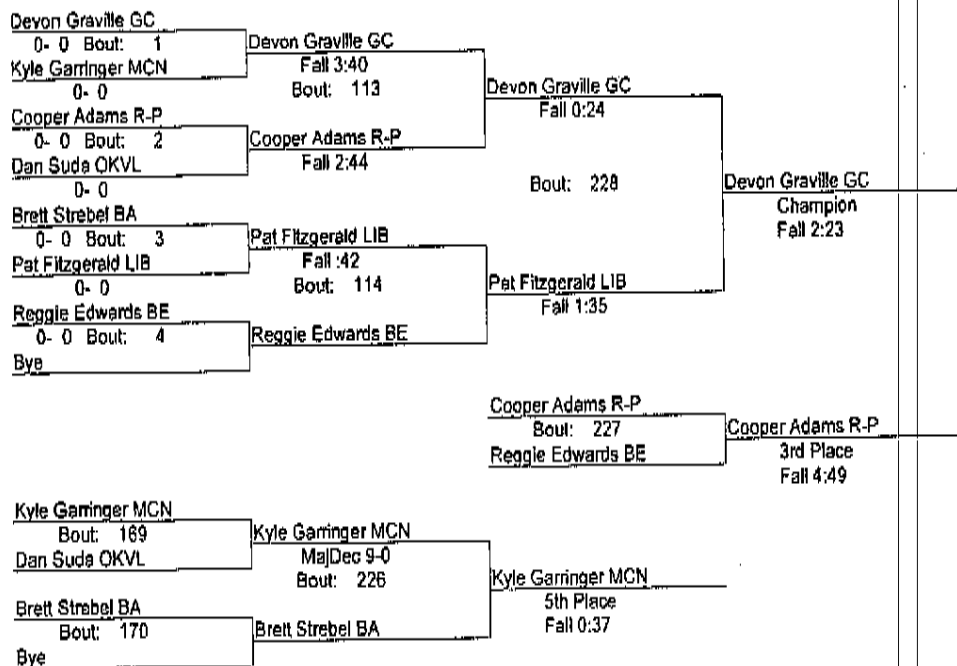 Devon Graville GC
0- 0 Bout: 1
Kyle Garringer MCN
0- 0
Cooper Adams R-P
0- 0 Bout: 2
Dan Suda OKVL
0- 0
Brett Strebel BA
0- 0 Bout: 3
Pat Fitzgerald LIB
0- 0
Reggie Edwards BE
0- 0 Bout: 4
Bye
Devon Graville GC
Fall 3:40
Bout: 113
Cooper Adams R-P
Fall 2:44
Pat Fitzgerald LIB
Fall :42
Bout: 114
Reggie Edwards BE
Devon Graville GC
Fall 0:24
Bout: 228
Pat Fitzgerald LIB
Fall 1:35
Devon Graville GC
Champion
Fall 2:23
Cooper Adams R-P
Bout: 227
Reggie Edwards BE
Cooper Adams R-P
3rd Place
Fall 4:49
Kyle Garringer MCN
Bout: 169
Dan Suda OKVL
Brett Strebel BA
Bout: 170
Bye
Kyle Garringer MCN
MajDec 9-0
Bout: 226
Brett Strebel BA
Kyle Garringer MCN
5th Place
Fall 0:37